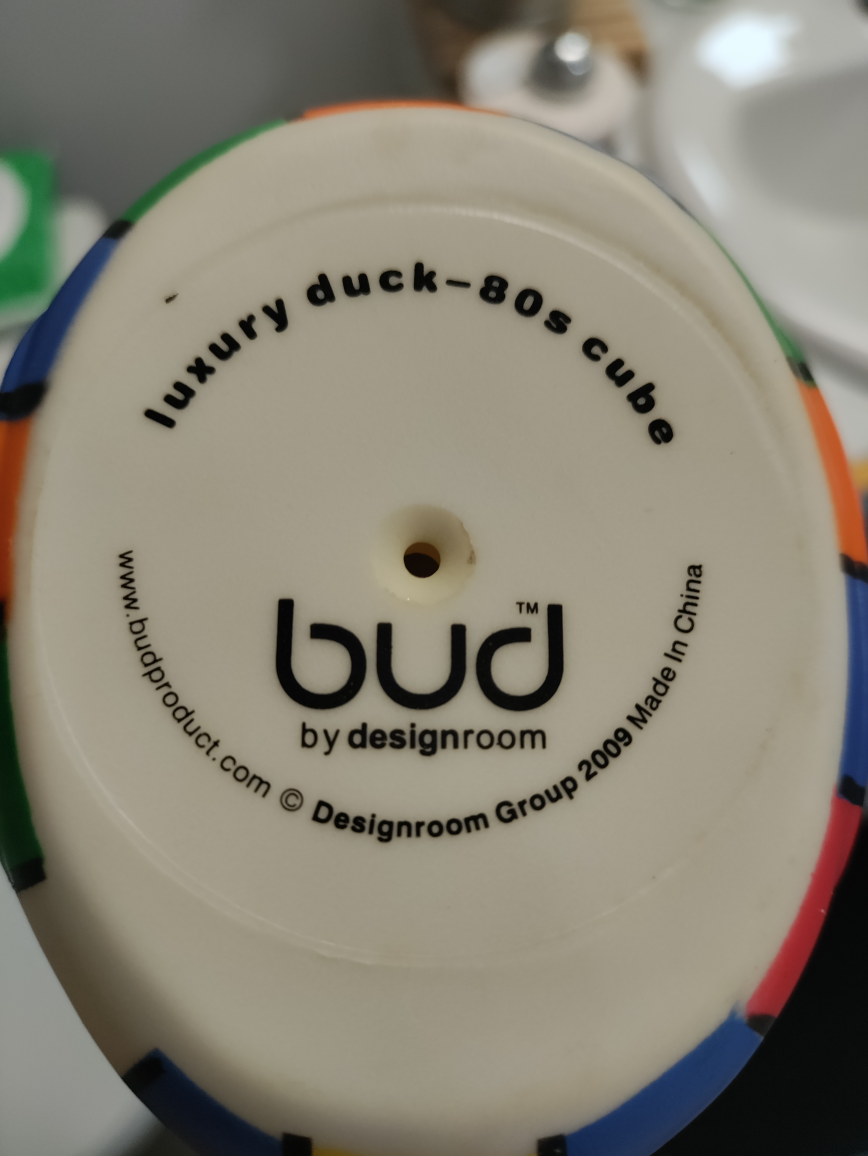 luxury duck–80s cube
bud™
by designroom
www.budproduct.com © Designroom Group 2009 Made In China